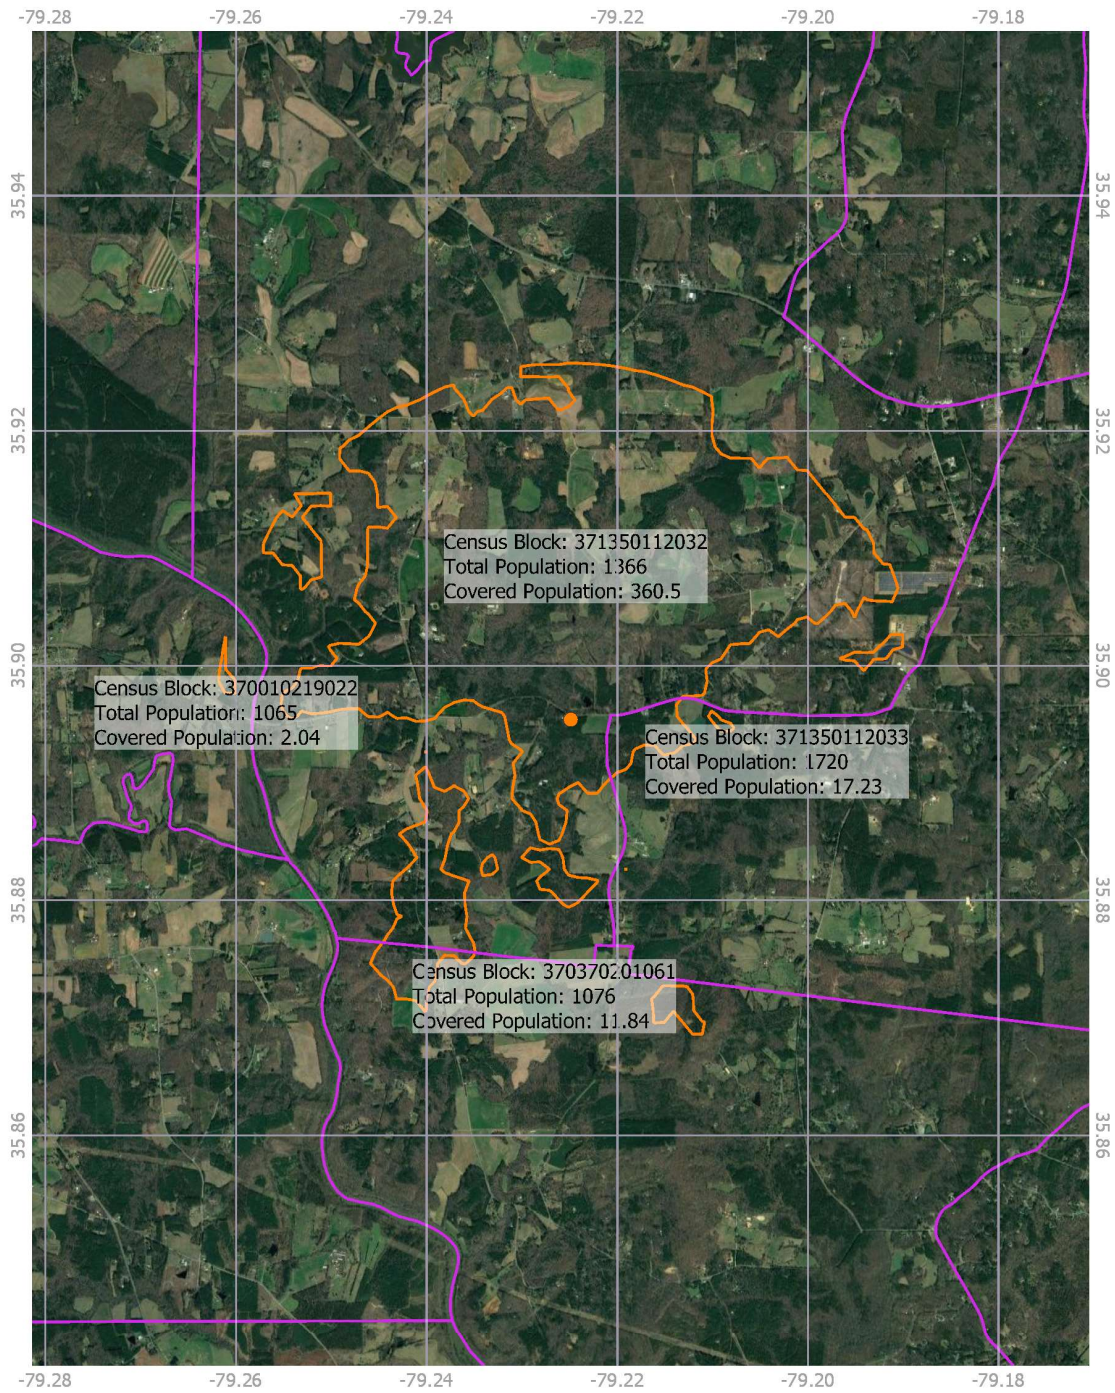 -79.28 -79.26 -79.24 -79.22 -79.20 -79.18
35.94 35.94
35.92 35.92
Census Block: 371350112032
Total Population: 1366
Covered Population: 360.5
35.90 35.90
Census Block: 370010219022
Total Population: 1065
Covered Population: 2.04
Census Block: 371350112033
Total Population: 1720
Covered Population: 17.23
35.88 35.88
Census Block: 370370201061
Total Population: 1076
Covered Population: 11.84
35.86 35.86
-79.28 -79.26 -79.24 -79.22 -79.20 -79.18